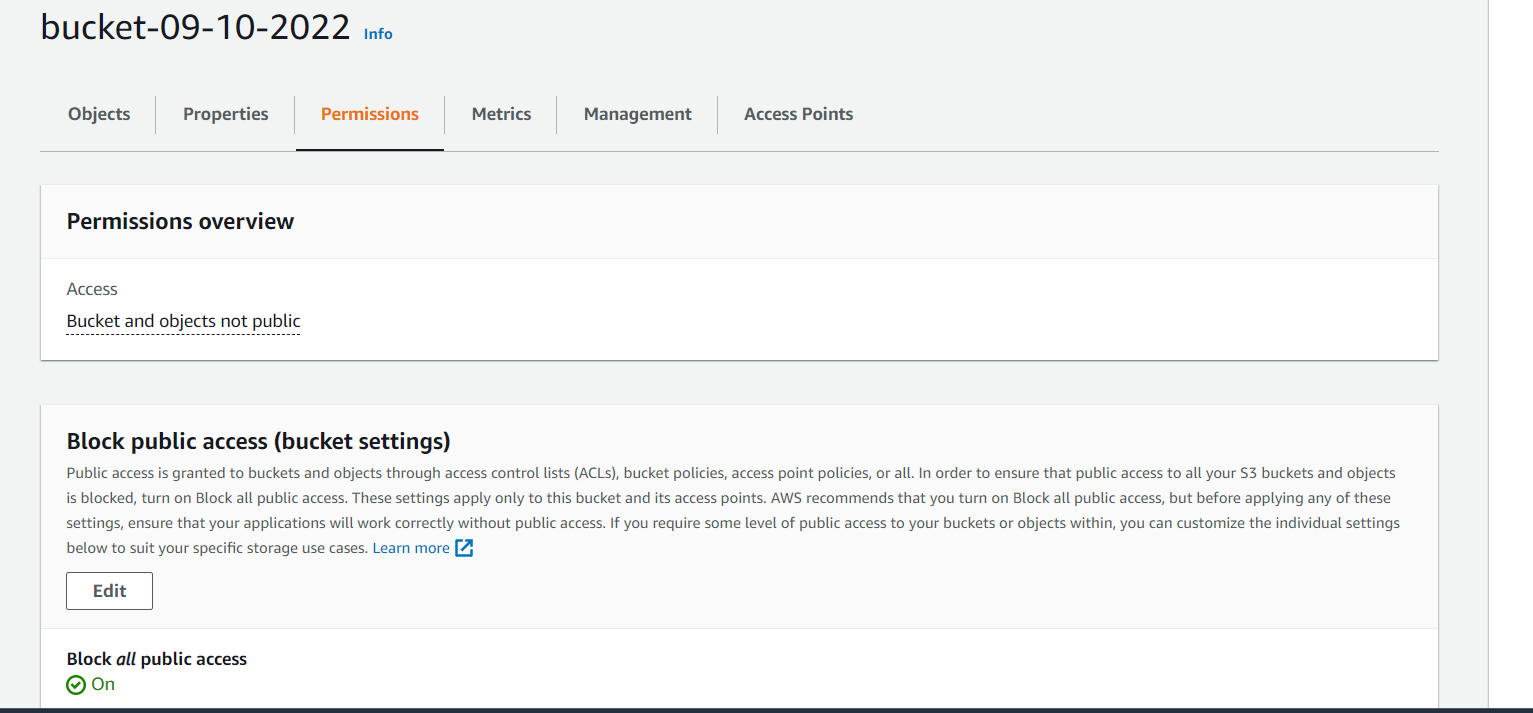 bucket-09-10-2022 Info
Objects Properties Permissions Metrics Management Access Points
Permissions overview
Access
Bucket and objects not public
Block public access (bucket settings)
Public access is granted to buckets and objects through access control lists (ACLs), bucket policies, access point policies, or all. In order to ensure that public access to all your S3 buckets and objects
is blocked, turn on Block all public access. These settings apply only to this bucket and its access points. AWS recommends that you turn on Block all public access, but before applying any of these
settings, ensure that your applications will work correctly without public access. If you require some level of public access to your buckets or objects within, you can customize the individual settings
below to suit your specific storage use cases. Learn more
Edit
Block all public access
On